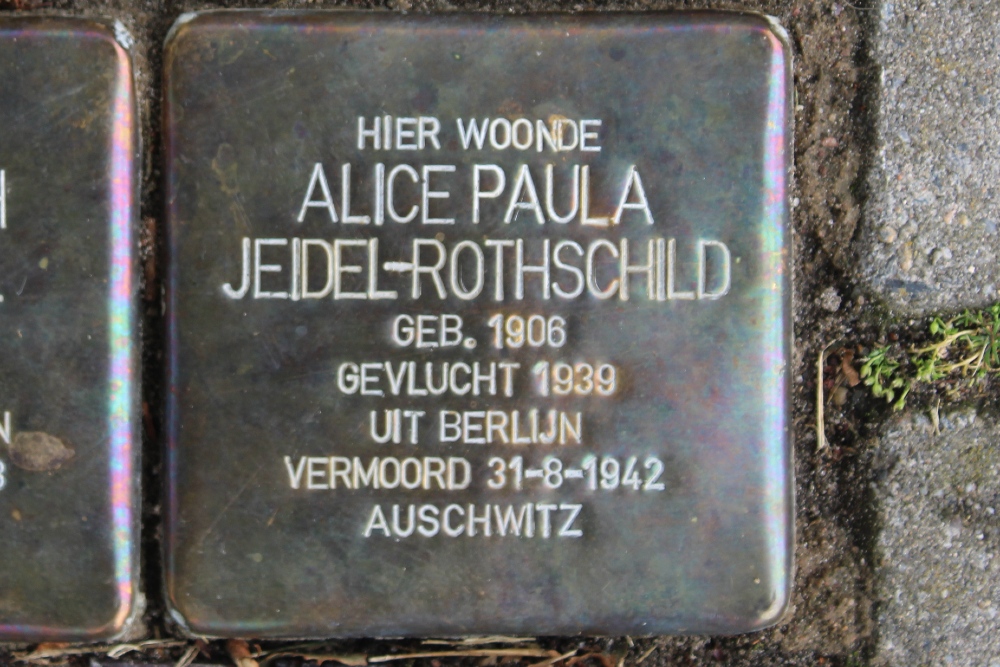 HIER WOONDE
ALICE PAULA
JEIDEL-ROTHSCHILD
GEB. 1906
GEVLUCHT 1939
UIT BERLIJN
VERMOORD 31-8-1942
AUSCHWITZ